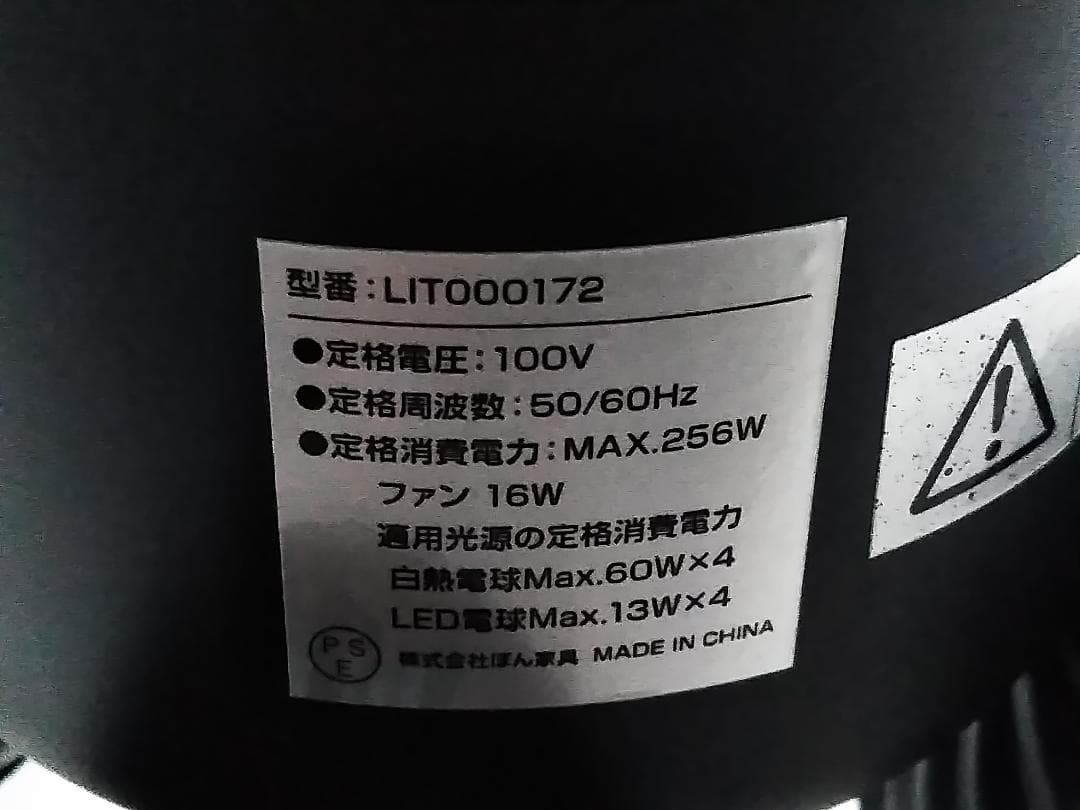 型番:LIT000172
●定格電圧:100V
●定格周波数:50/60Hz
●定格消費電力:MAX.256W
ファン 16W
適用光源の定格消費電力
白熱電球Max.60W×4
LED電球Max.13W×4
PSE
株式会社ぼん家具 MADE IN CHINA